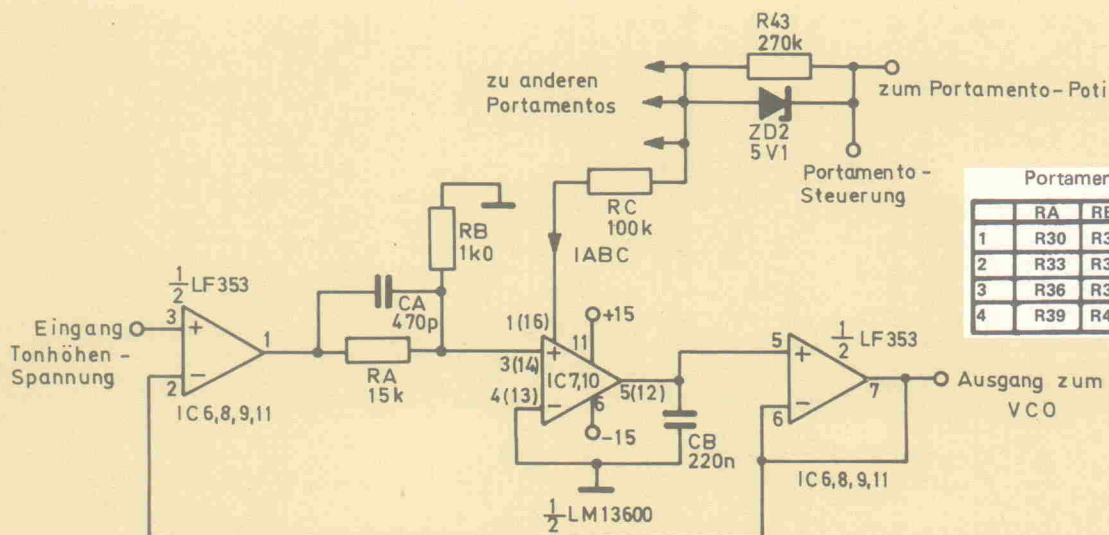 R43
270k
zu anderen
Portamentos
zum Portamento-Poti
ZD2
5V1
Portamento-
Steuerung
RC
100k
IABC
RB
1k0
CA
470p
RA
15k
½ LF353
Eingang
Tonhöhen-
Spannung
3
+
2
-
1
IC6,8,9,11
1(16)
3(14)
4(13)
+
-
+15
11
IC7,10
5(12)
6
-15
CB
220n
½ LM13600
½ LF353
5
+
6
-
7
IC6,8,9,11
Ausgang zum
VCO
RA
1 R30
2 R33
3 R36
4 R39